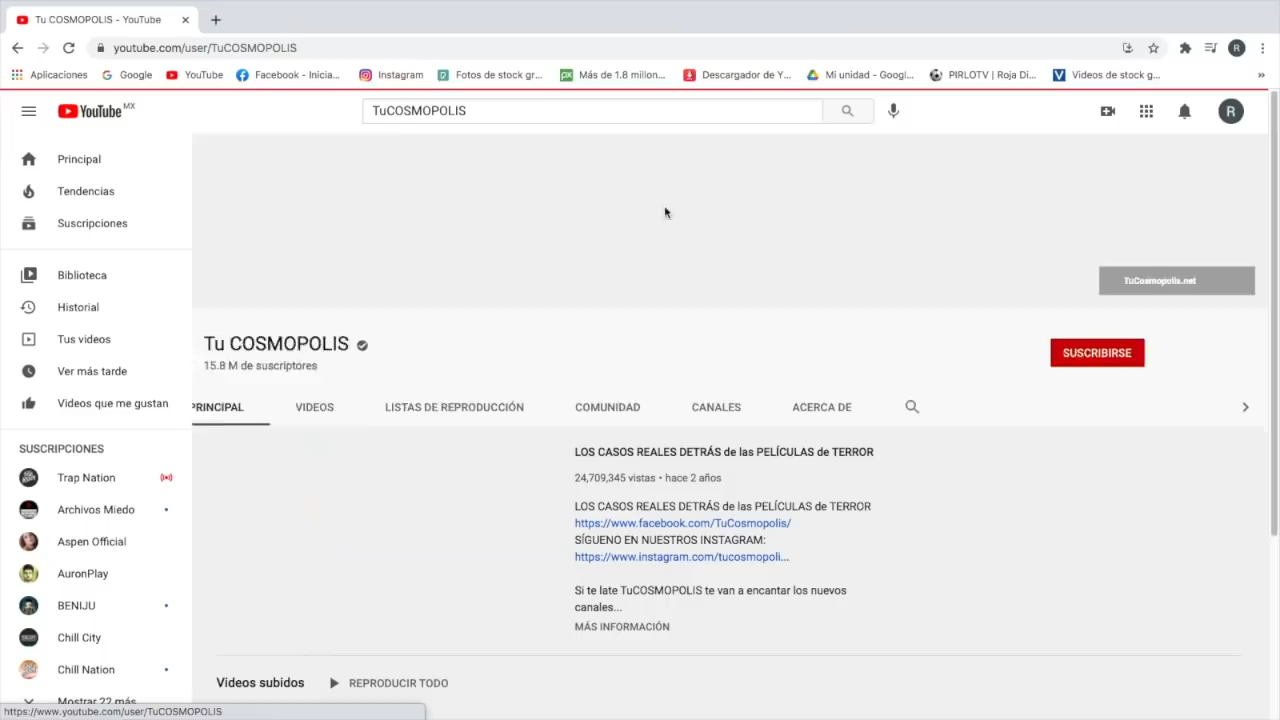 Tu COSMOPOLIS - YouTube
youtube.com/user/TuCOSMOPOLIS
R
Aplicaciones
Google
YouTube
Facebook - Inicia...
Instagram
Fotos de stock gr...
Más de 1.8 millon...
Descargador de Y...
Mi unidad - Googl...
PIRLOTV | Roja Di...
Videos de stock g...
»
YouTube MX
TuCOSMOPOLIS
R
Principal
Tendencias
Suscripciones
Biblioteca
Historial
Tus videos
Ver más tarde
Videos que me gustan
SUSCRIPCIONES
Trap Nation
Archivos Miedo
Aspen Official
AuronPlay
BENIJU
Chill City
Chill Nation
Mostrar 22 más
https://www.youtube.com/user/TuCOSMOPOLIS
TuCosmopolis.net
Tu COSMOPOLIS
15.8 M de suscriptores
SUSCRIBIRSE
PRINCIPAL
VIDEOS
LISTAS DE REPRODUCCIÓN
COMUNIDAD
CANALES
ACERCA DE
LOS CASOS REALES DETRÁS de las PELÍCULAS de TERROR
24,709,345 vistas • hace 2 años
LOS CASOS REALES DETRÁS de las PELÍCULAS de TERROR
https://www.facebook.com/TuCosmopolis/
SÍGUENO EN NUESTROS INSTAGRAM:
https://www.instagram.com/tucosmopoli...
Si te late TuCOSMOPOLIS te van a encantar los nuevos
canales...
MÁS INFORMACIÓN
Videos subidos
REPRODUCIR TODO